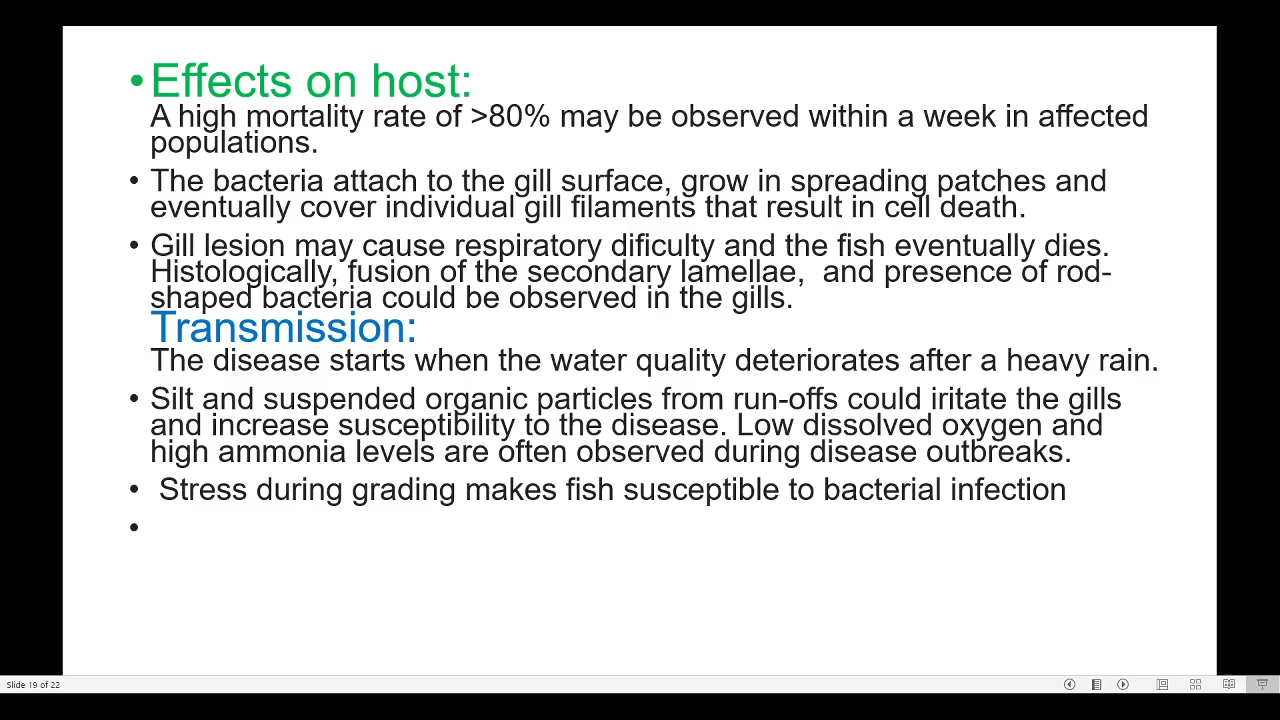 •Effects on host:
A high mortality rate of >80% may be observed within a week in affected
populations.
• The bacteria attach to the gill surface, grow in spreading patches and
eventually cover individual gill filaments that result in cell death.
• Gill lesion may cause respiratory dificulty and the fish eventually dies.
Histologically, fusion of the secondary lamellae,  and presence of rod-
shaped bacteria could be observed in the gills.
Transmission:
The disease starts when the water quality deteriorates after a heavy rain.
• Silt and suspended organic particles from run-offs could iritate the gills
and increase susceptibility to the disease. Low dissolved oxygen and
high ammonia levels are often observed during disease outbreaks.
•  Stress during grading makes fish susceptible to bacterial infection
•
Slide 19 of 22